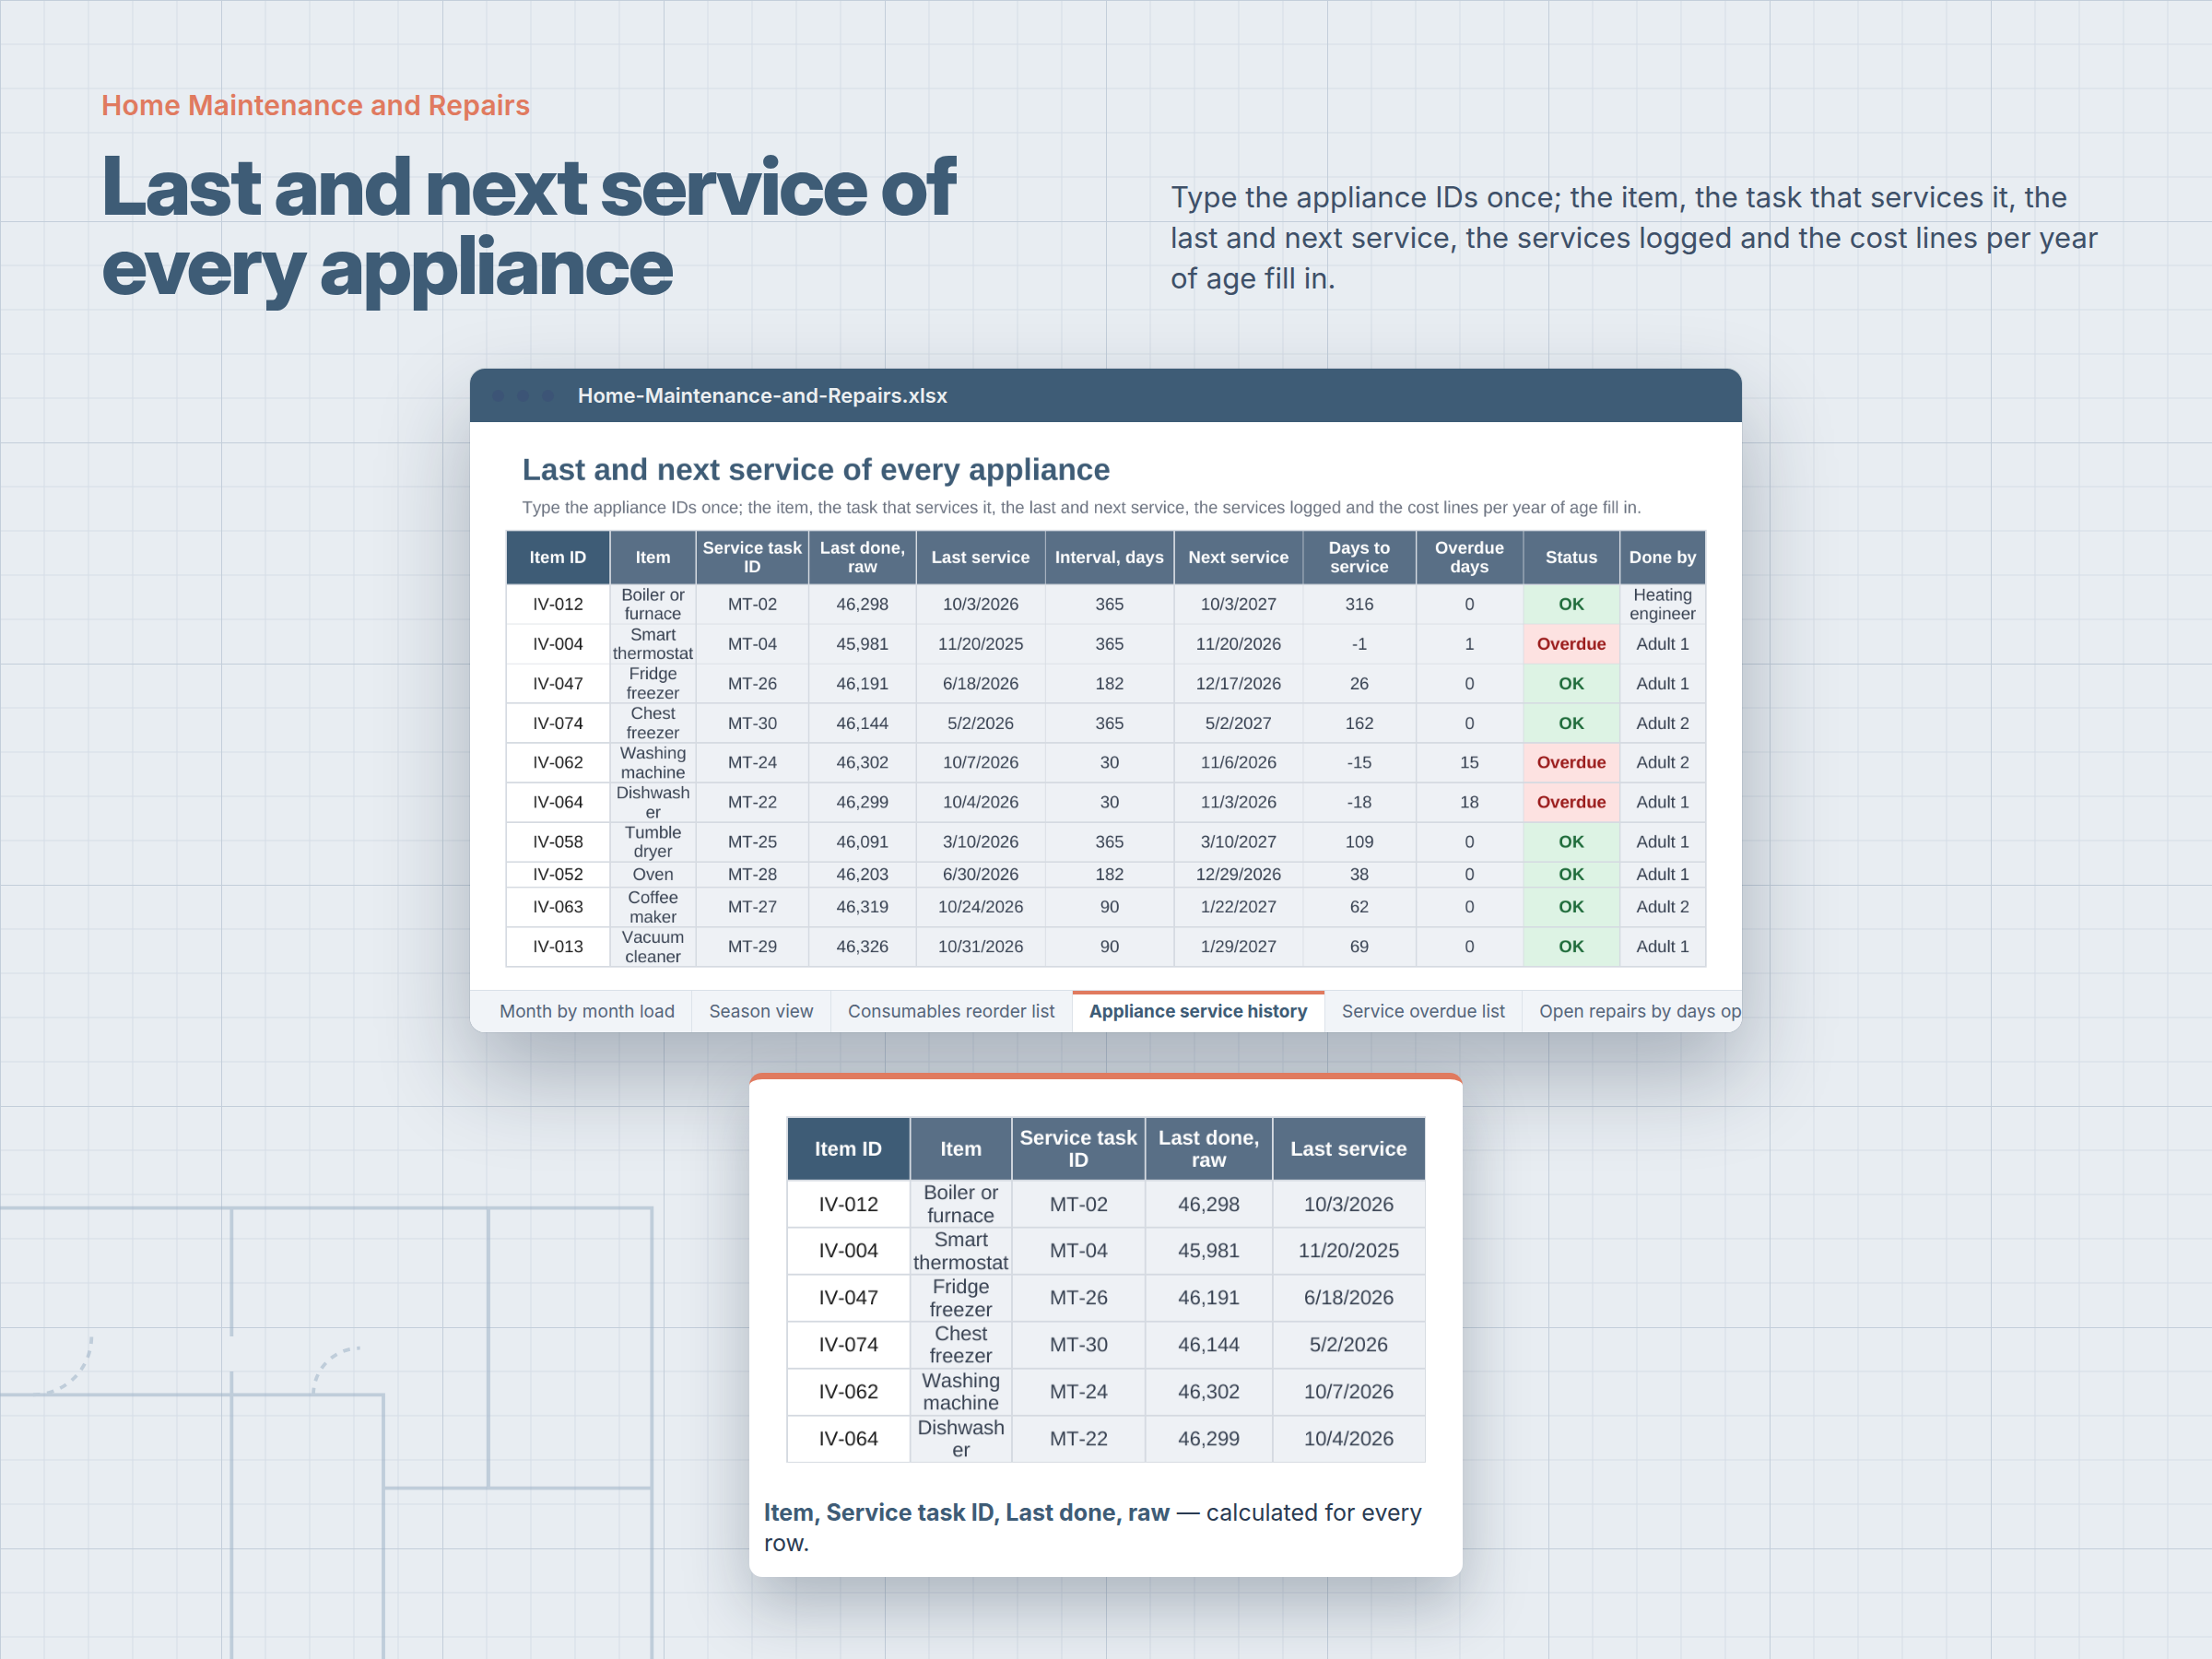 Home Maintenance and Repairs
Last and next service of
every appliance
Type the appliance IDs once; the item, the task that services it, the
last and next service, the services logged and the cost lines per year
of age fill in.
Home-Maintenance-and-Repairs.xlsx
Last and next service of every appliance
Type the appliance IDs once; the item, the task that services it, the last and next service, the services logged and the cost lines per year of age fill in.
Item ID Item Service task ID Last done, raw Last service Interval, days Next service Days to service Overdue days Status Done by
IV-012 Boiler or furnace MT-02 46,298 10/3/2026 365 10/3/2027 316 0 OK Heating engineer
IV-004 Smart thermostat MT-04 45,981 11/20/2025 365 11/20/2026 -1 1 Overdue Adult 1
IV-047 Fridge freezer MT-26 46,191 6/18/2026 182 12/17/2026 26 0 OK Adult 1
IV-074 Chest freezer MT-30 46,144 5/2/2026 365 5/2/2027 162 0 OK Adult 2
IV-062 Washing machine MT-24 46,302 10/7/2026 30 11/6/2026 -15 15 Overdue Adult 2
IV-064 Dishwasher MT-22 46,299 10/4/2026 30 11/3/2026 -18 18 Overdue Adult 1
IV-058 Tumble dryer MT-25 46,091 3/10/2026 365 3/10/2027 109 0 OK Adult 1
IV-052 Oven MT-28 46,203 6/30/2026 182 12/29/2026 38 0 OK Adult 1
IV-063 Coffee maker MT-27 46,319 10/24/2026 90 1/22/2027 62 0 OK Adult 2
IV-013 Vacuum cleaner MT-29 46,326 10/31/2026 90 1/29/2027 69 0 OK Adult 1
Month by month load Season view Consumables reorder list Appliance service history Service overdue list Open repairs by days op
Item ID Item Service task ID Last done, raw Last service
IV-012 Boiler or furnace MT-02 46,298 10/3/2026
IV-004 Smart thermostat MT-04 45,981 11/20/2025
IV-047 Fridge freezer MT-26 46,191 6/18/2026
IV-074 Chest freezer MT-30 46,144 5/2/2026
IV-062 Washing machine MT-24 46,302 10/7/2026
IV-064 Dishwasher MT-22 46,299 10/4/2026
Item, Service task ID, Last done, raw — calculated for every
row.